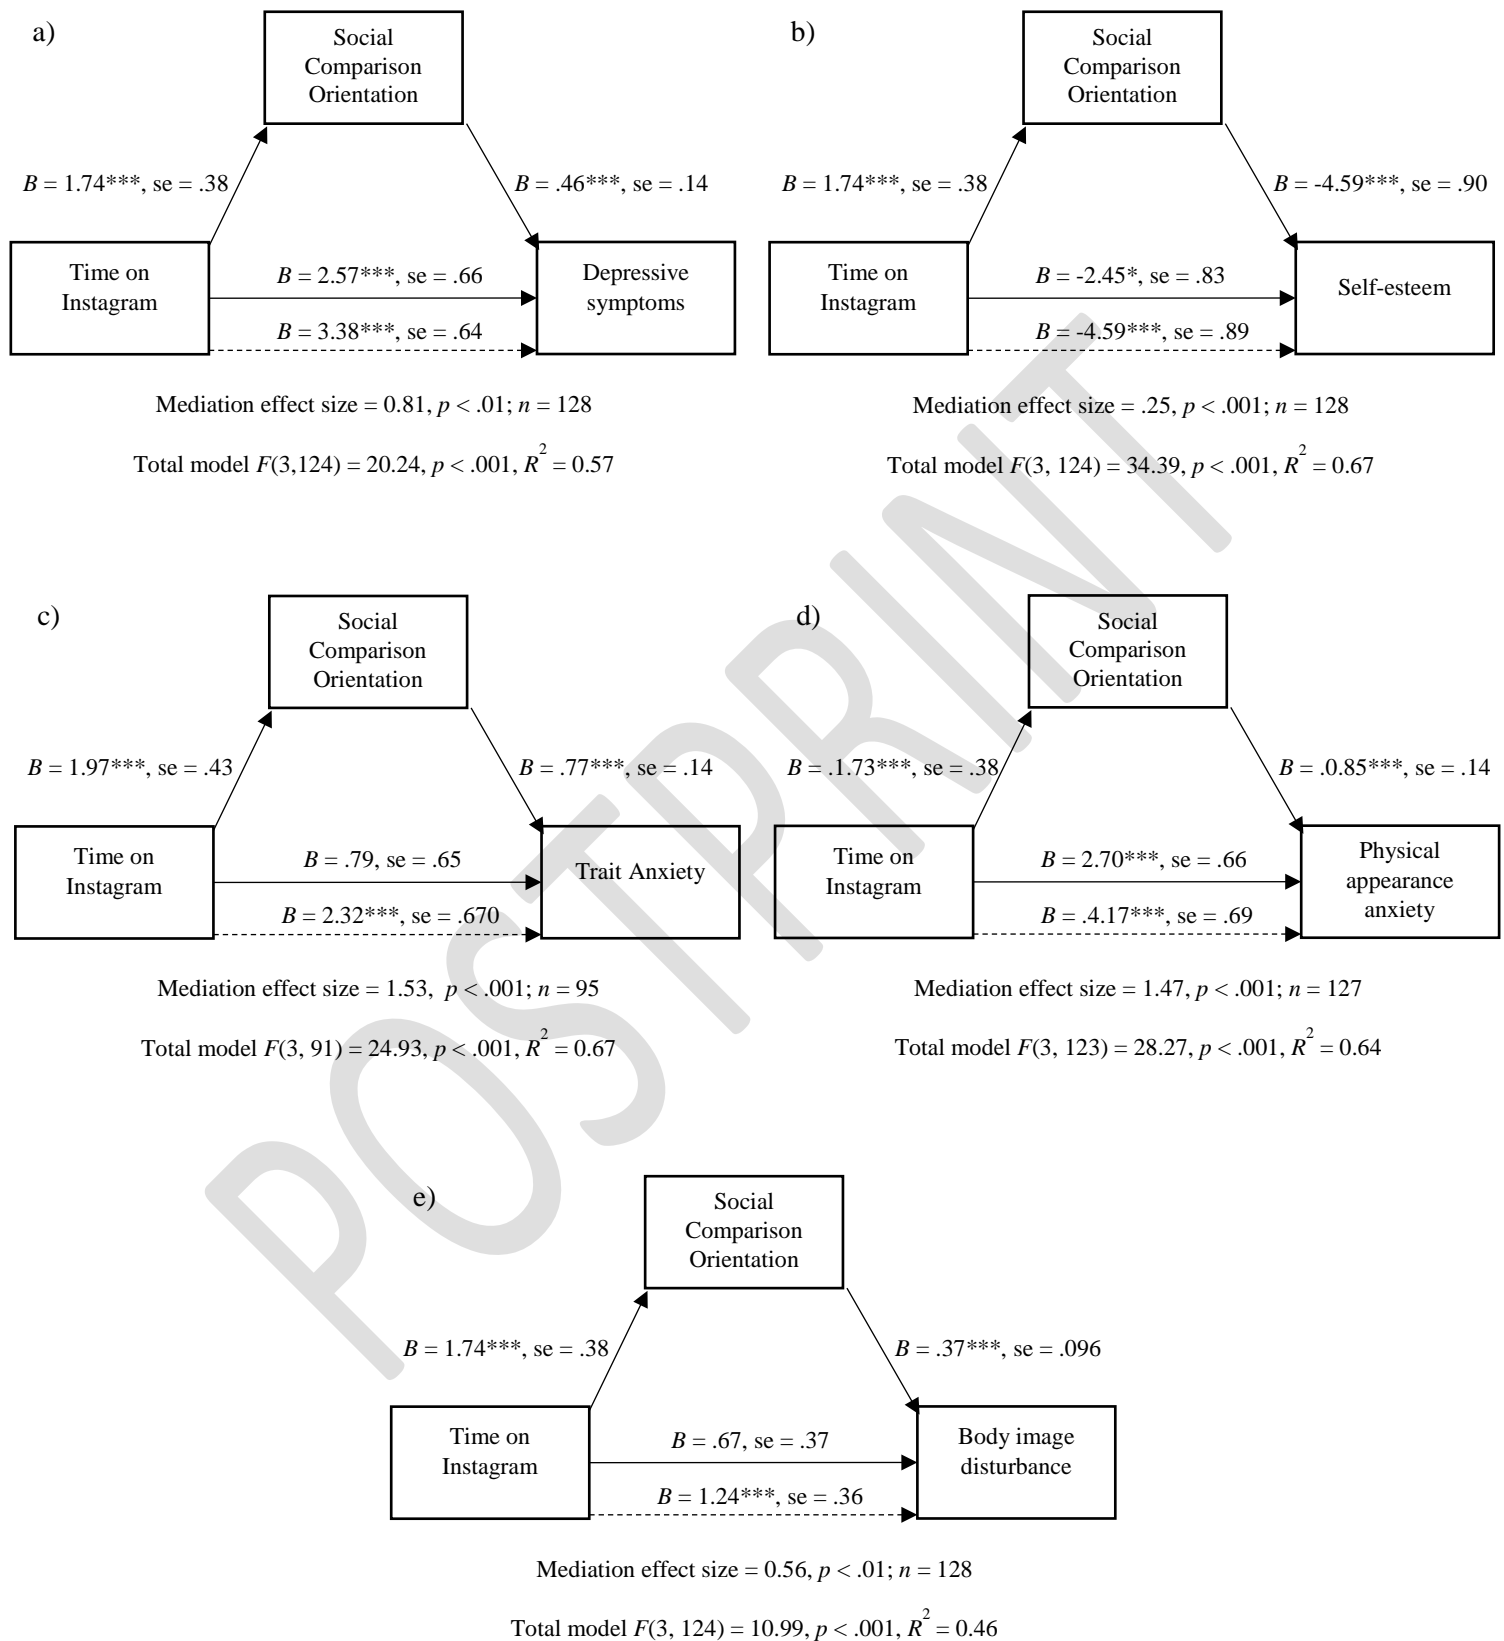 a)
Social
Comparison
Orientation
B = 1.74***, se = .38
B = .46***, se = .14
Time on
Instagram
B = 2.57***, se = .66
B = 3.38***, se = .64
Depressive
symptoms
Mediation effect size = 0.81, p < .01; n = 128
Total model F(3,124) = 20.24, p < .001, R² = 0.57
b)
Social
Comparison
Orientation
B = 1.74***, se = .38
B = -4.59***, se = .90
Time on
Instagram
B = -2.45*, se = .83
B = -4.59***, se = .89
Self-esteem
Mediation effect size = .25, p < .001; n = 128
Total model F(3, 124) = 34.39, p < .001, R² = 0.67
c)
Social
Comparison
Orientation
B = 1.97***, se = .43
B = .77***, se = .14
Time on
Instagram
B = .79, se = .65
B = 2.32***, se = .670
Trait Anxiety
Mediation effect size = 1.53, p < .001; n = 95
Total model F(3, 91) = 24.93, p < .001, R² = 0.67
d)
Social
Comparison
Orientation
B = .1.73***, se = .38
B = .0.85***, se = .14
Time on
Instagram
B = 2.70***, se = .66
B = .4.17***, se = .69
Physical
appearance
anxiety
Mediation effect size = 1.47, p < .001; n = 127
Total model F(3, 123) = 28.27, p < .001, R² = 0.64
e)
Social
Comparison
Orientation
B = 1.74***, se = .38
B = .37***, se = .096
Time on
Instagram
B = .67, se = .37
B = 1.24***, se = .36
Body image
disturbance
Mediation effect size = 0.56, p < .01; n = 128
Total model F(3, 124) = 10.99, p < .001, R² = 0.46
POSTPRINT